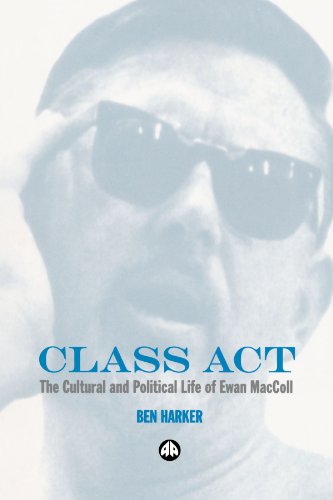 CLASS ACT
The Cultural and Political Life of Ewan MacColl
BEN HARKER